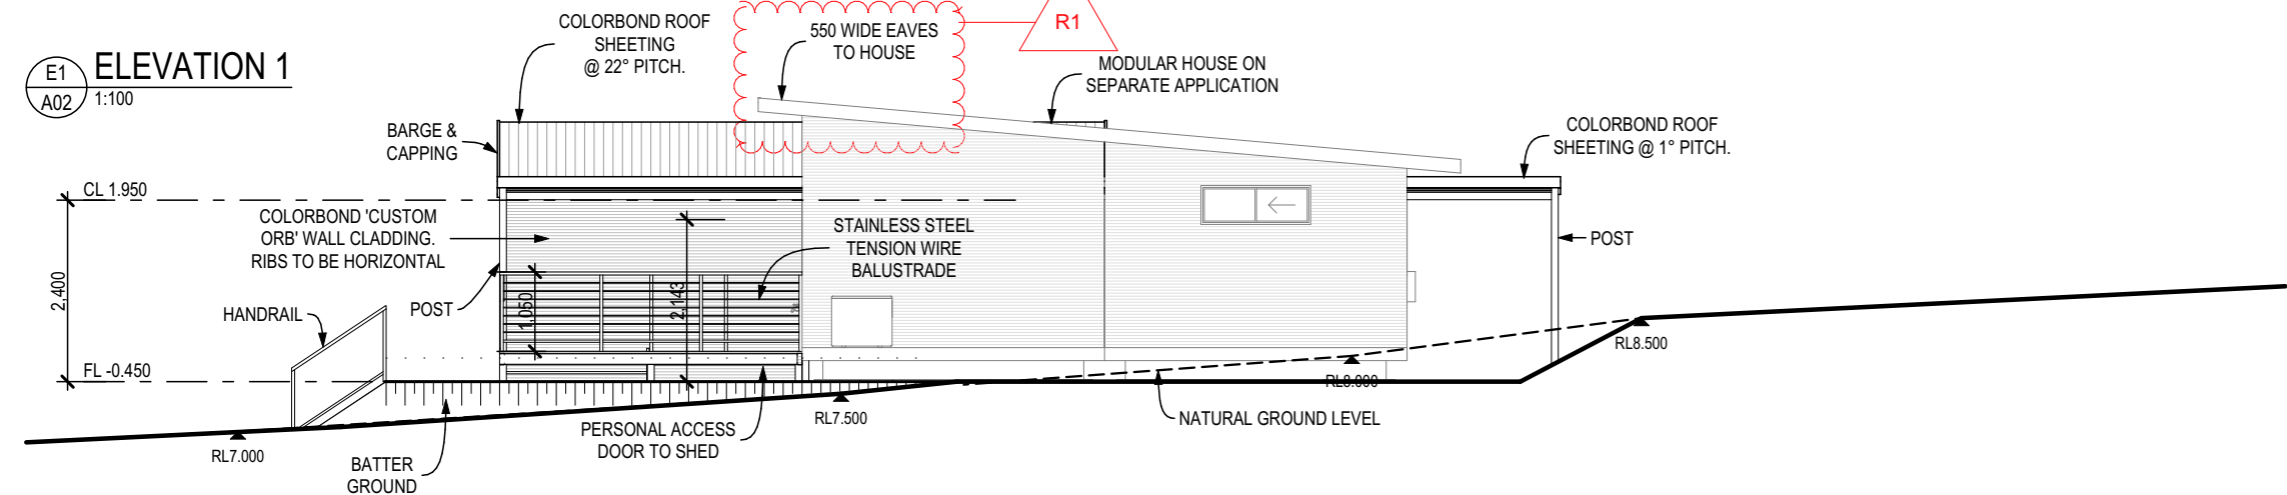 E1
A02
ELEVATION 1
1:100
COLORBOND ROOF
SHEETING
@ 22° PITCH.
550 WIDE EAVES
TO HOUSE
R1
MODULAR HOUSE ON
SEPARATE APPLICATION
BARGE &
CAPPING
COLORBOND ROOF
SHEETING @ 1° PITCH.
CL 1.950
COLORBOND 'CUSTOM
ORB' WALL CLADDING.
RIBS TO BE HORIZONTAL
STAINLESS STEEL
TENSION WIRE
BALUSTRADE
POST
2,400
HANDRAIL
POST
1,050
2,143
FL -0.450
RL8.500
RL8.000
RL7.500
NATURAL GROUND LEVEL
PERSONAL ACCESS
DOOR TO SHED
RL7.000
BATTER
GROUND